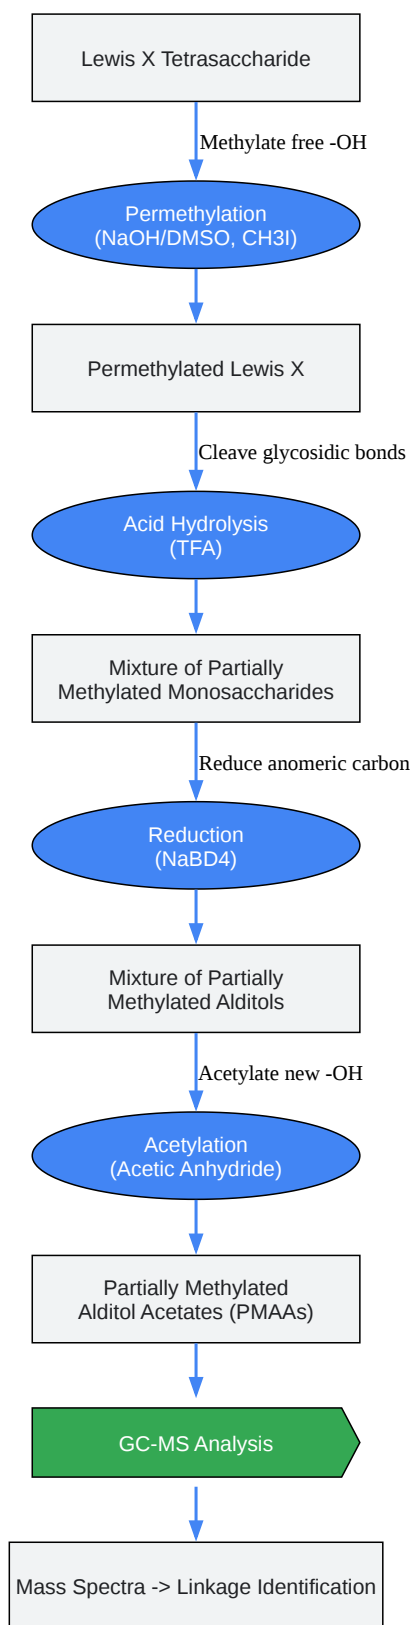 Lewis X Tetrasaccharide
Methylate free -OH
Permethylation
(NaOH/DMSO, CH3I)
Permethylated Lewis X
Cleave glycosidic bonds
Acid Hydrolysis
(TFA)
Mixture of Partially
Methylated Monosaccharides
Reduce anomeric carbon
Reduction
(NaBD4)
Mixture of Partially
Methylated Alditols
Acetylate new -OH
Acetylation
(Acetic Anhydride)
Partially Methylated
Alditol Acetates (PMAAs)
GC-MS Analysis
Mass Spectra -> Linkage Identification